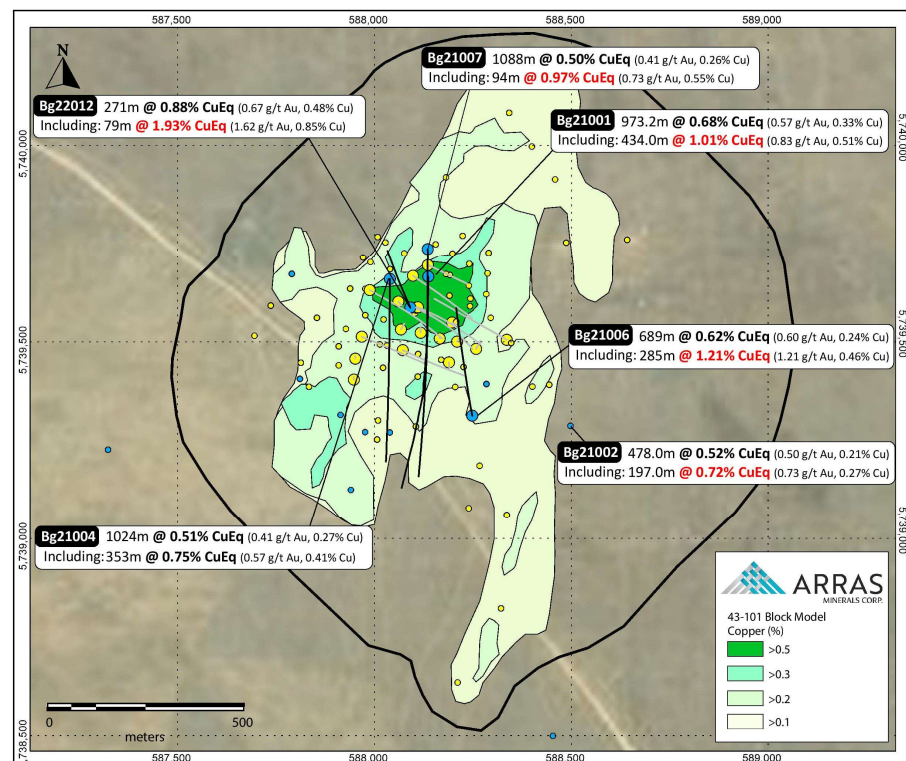 587,500 588,000 588,500 589,000
N
Bg21007 1088m @ 0.50% CuEq (0.41 g/t Au, 0.26% Cu)
Including: 94m @ 0.97% CuEq (0.73 g/t Au, 0.55% Cu)
Bg22012 271m @ 0.88% CuEq (0.67 g/t Au, 0.48% Cu)
Including: 79m @ 1.93% CuEq (1.62 g/t Au, 0.85% Cu)
Bg21001 973.2m @ 0.68% CuEq (0.57 g/t Au, 0.33% Cu)
Including: 434.0m @ 1.01% CuEq (0.83 g/t Au, 0.51% Cu)
5,740,000 5,740,000
Bg21006 689m @ 0.62% CuEq (0.60 g/t Au, 0.24% Cu)
Including: 285m @ 1.21% CuEq (1.21 g/t Au, 0.46% Cu)
5,739,500 5,739,500
Bg21002 478.0m @ 0.52% CuEq (0.50 g/t Au, 0.21% Cu)
Including: 197.0m @ 0.72% CuEq (0.73 g/t Au, 0.27% Cu)
Bg21004 1024m @ 0.51% CuEq (0.41 g/t Au, 0.27% Cu)
Including: 353m @ 0.75% CuEq (0.57 g/t Au, 0.41% Cu)
5,739,000 5,739,000
ARRAS
MINERALS CORP.
43-101 Block Model
Copper (%)
>0.5
>0.3
>0.2
>0.1
0 500
meters
5,738,500
587,500 588,000 588,500 589,000